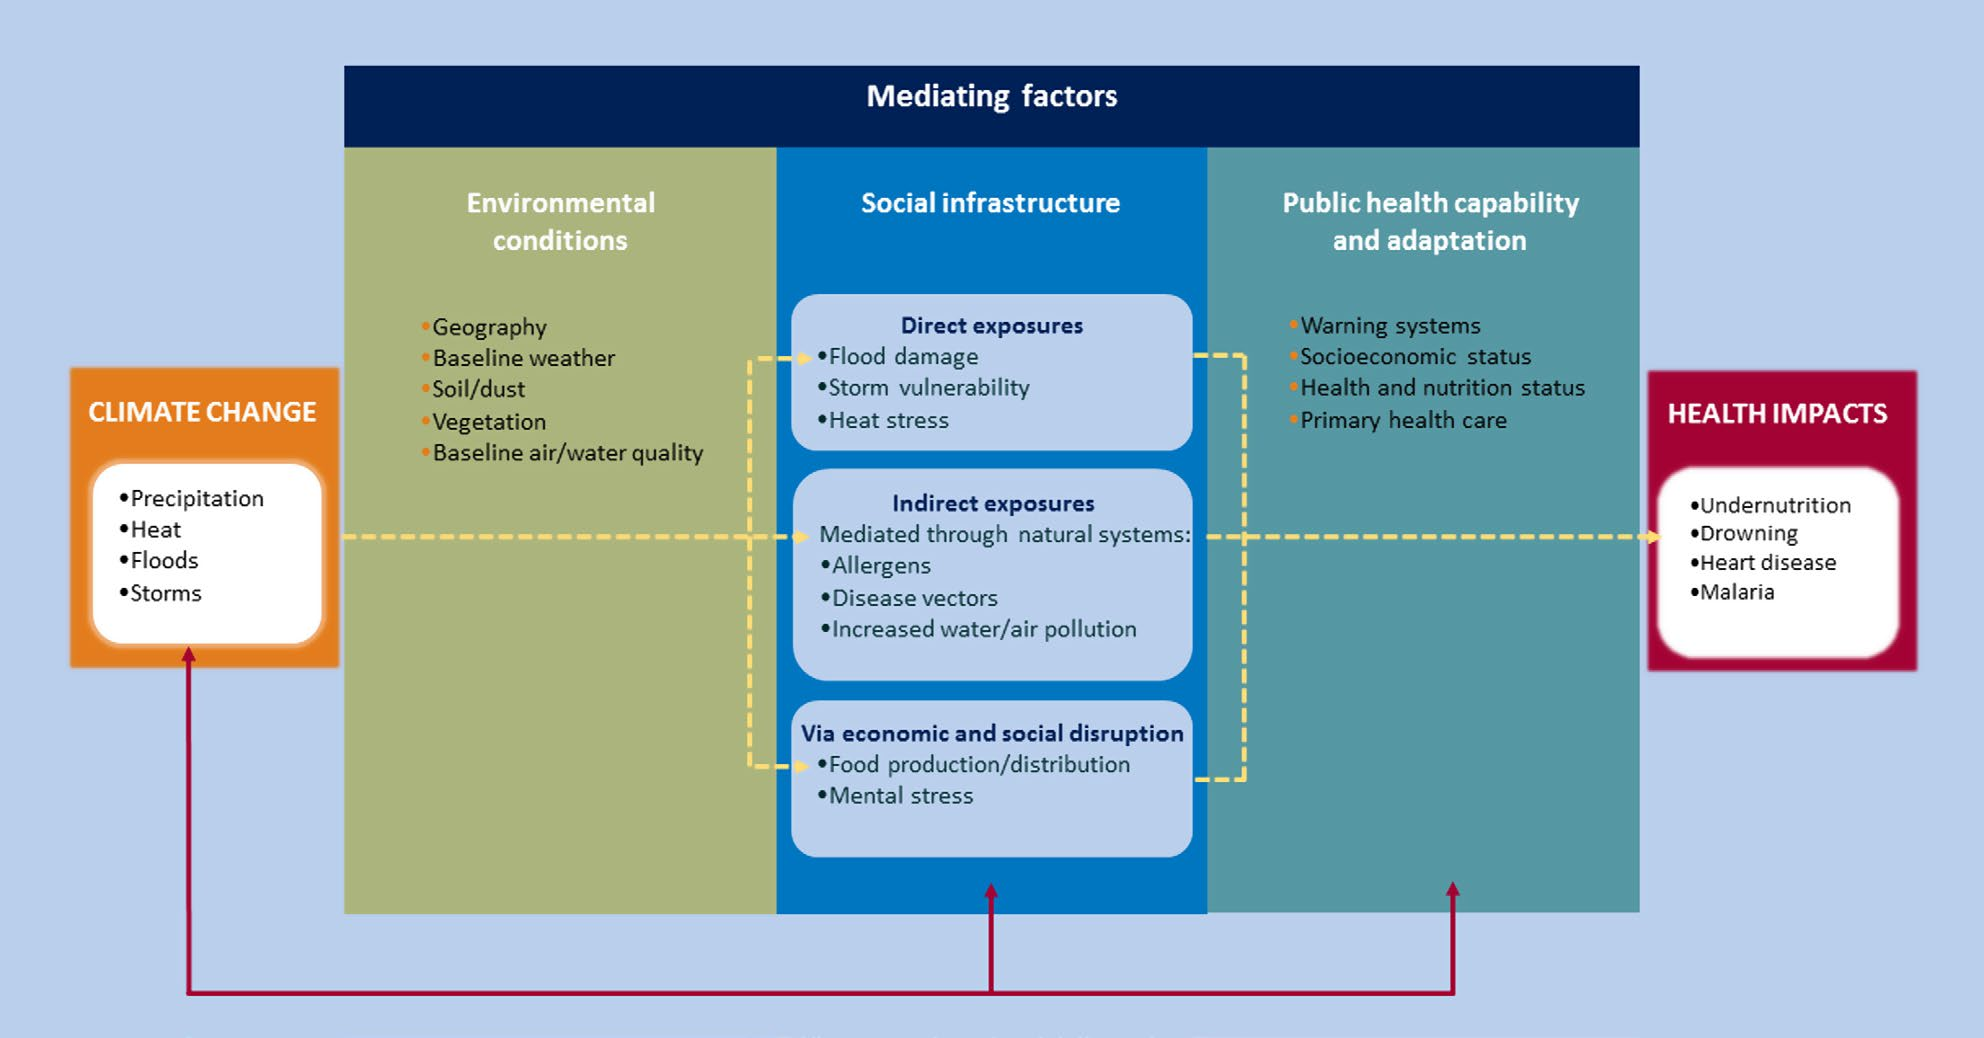 Mediating factors
Environmental
conditions
•Geography
•Baseline weather
•Soil/dust
•Vegetation
•Baseline air/water quality
Social infrastructure
Direct exposures
•Flood damage
•Storm vulnerability
•Heat stress
Indirect exposures
Mediated through natural systems:
•Allergens
•Disease vectors
•Increased water/air pollution
Via economic and social disruption
•Food production/distribution
•Mental stress
Public health capability
and adaptation
•Warning systems
•Socioeconomic status
•Health and nutrition status
•Primary health care
CLIMATE CHANGE
•Precipitation
•Heat
•Floods
•Storms
HEALTH IMPACTS
•Undernutrition
•Drowning
•Heart disease
•Malaria